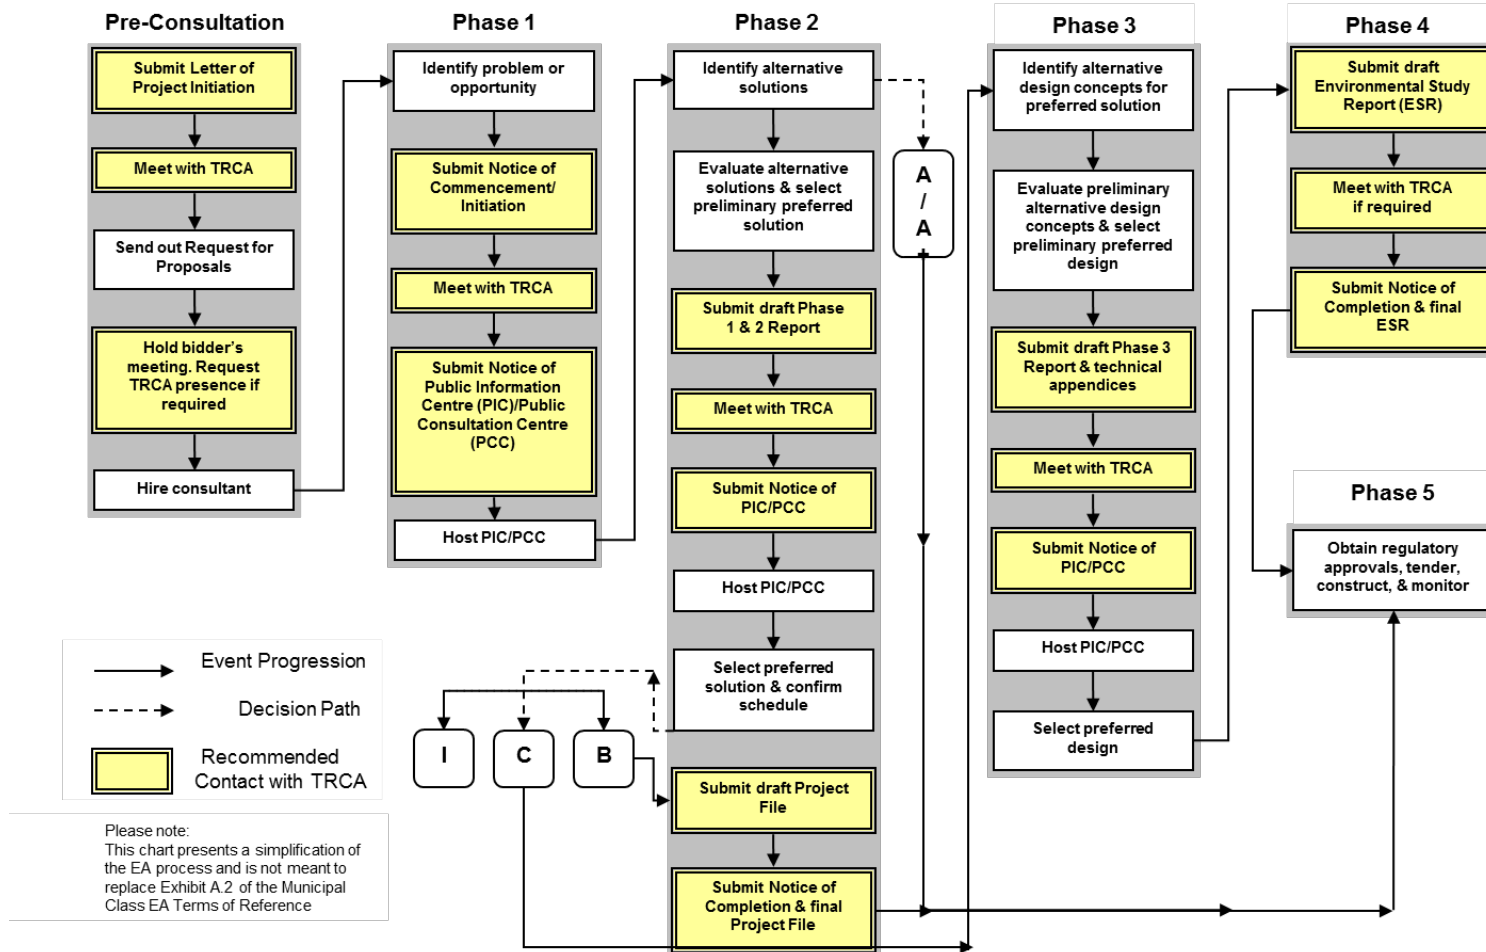 Pre-Consultation
Submit Letter of
Project Initiation
Meet with TRCA
Send out Request for
Proposals
Hold bidder's
meeting. Request
TRCA presence if
required
Hire consultant
Phase 1
Identify problem or
opportunity
Submit Notice of
Commencement/
Initiation
Meet with TRCA
Submit Notice of
Public Information
Centre (PIC)/Public
Consultation Centre
(PCC)
Host PIC/PCC
Phase 2
Identify alternative
solutions
Evaluate alternative
solutions & select
preliminary preferred
solution
Submit draft Phase
1 & 2 Report
Meet with TRCA
Submit Notice of
PIC/PCC
Host PIC/PCC
Select preferred
solution & confirm
schedule
Submit draft Project
File
Submit Notice of
Completion & final
Project File
A
/
A
+
I
C
B
Phase 3
Identify alternative
design concepts for
preferred solution
Evaluate preliminary
alternative design
concepts & select
preliminary preferred
design
Submit draft Phase 3
Report & technical
appendices
Meet with TRCA
Submit Notice of
PIC/PCC
Host PIC/PCC
Select preferred
design
Phase 4
Submit draft
Environmental Study
Report (ESR)
Meet with TRCA
if required
Submit Notice of
Completion & final
ESR
Phase 5
Obtain regulatory
approvals, tender,
construct, & monitor
Event Progression
Decision Path
Recommended
Contact with TRCA
Please note:
This chart presents a simplification of
the EA process and is not meant to
replace Exhibit A.2 of the Municipal
Class EA Terms of Reference